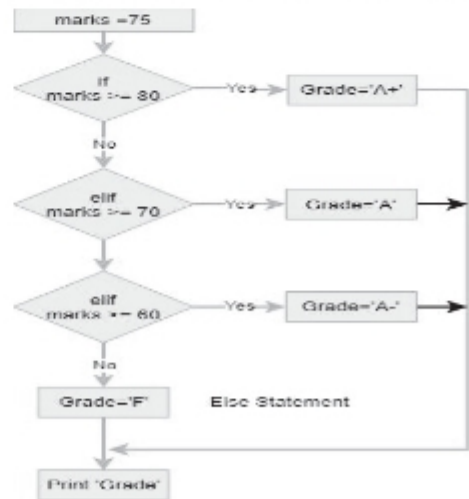 marks =75
if
marks >= 80
Yes
Grade='A+'
No
elif
marks >= 70
Yes
Grade='A'
elif
marks >= 60
Yes
Grade='A-'
No
Grade='F'
Else Statement
Print 'Grade'